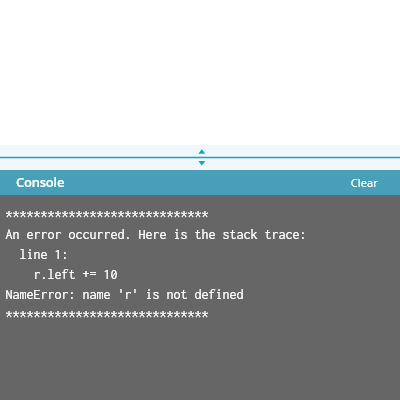 Console Clear
*****************************
An error occurred. Here is the stack trace:
  line 1:
    r.left += 10
NameError: name 'r' is not defined
*****************************